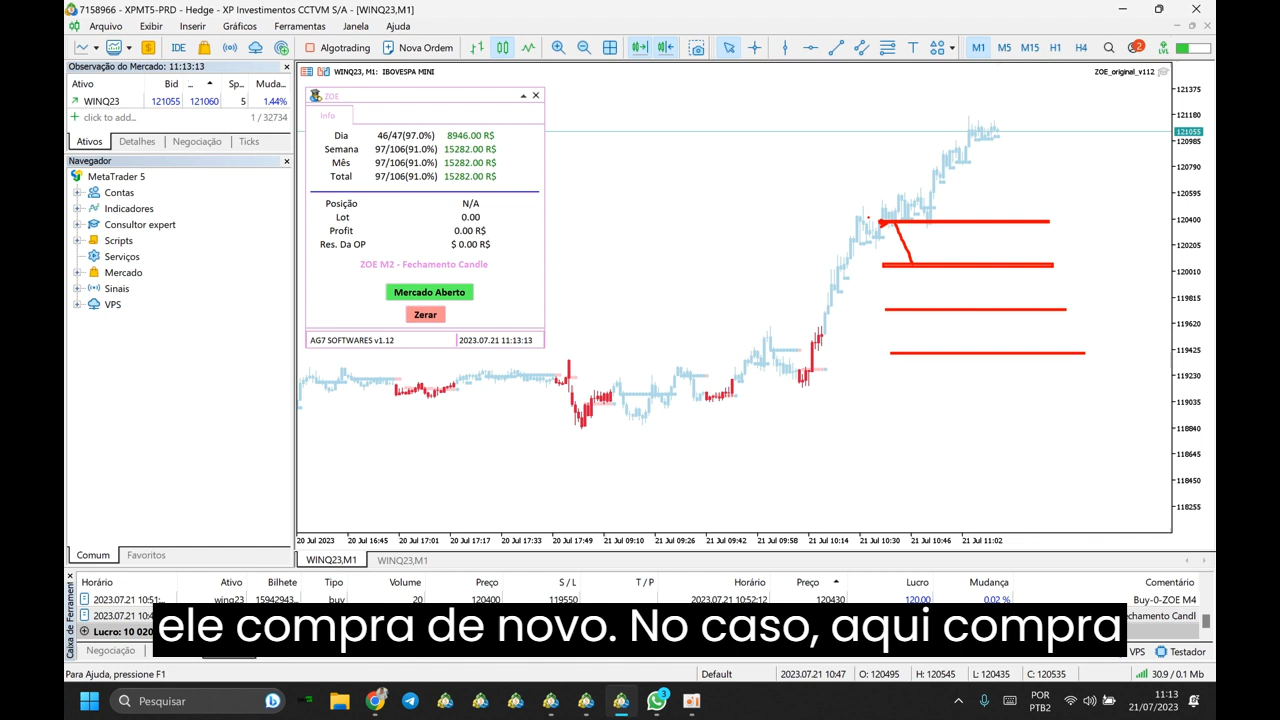 7158966 - XPMT5-PRD - Hedge - XP Investimentos CCTVM S/A - [WINQ23,M1]
Arquivo Exibir Inserir Gráficos Ferramentas Janela Ajuda
IDE Algotrading Nova Ordem M1 M5 M15 H1 H4 2 LVL
Observação do Mercado: 11:13:13
Ativo Bid ... Sp... Muda...
WINQ23 121055 121060 5 1.44%
click to add... 1 / 32734
Ativos Detalhes Negociação Ticks
Navegador
MetaTrader 5
Contas
Indicadores
Consultor expert
Scripts
Serviços
Mercado
Sinais
VPS
Comum Favoritos
WINQ23, M1: IBOVESPA MINI
ZOE_original_v112
ZOE
Info
Dia 46/47(97.0%) 8946.00 R$
Semana 97/106(91.0%) 15282.00 R$
Mês 97/106(91.0%) 15282.00 R$
Total 97/106(91.0%) 15282.00 R$
Posição N/A
Lot 0.00
Profit 0.00 R$
Res. Da OP $ 0.00 R$
ZOE M2 - Fechamento Candle
Mercado Aberto
Zerar
AG7 SOFTWARES v1.12 2023.07.21 11:13:13
121375
121180
121055
120985
120790
120595
120400
120205
120010
119815
119620
119425
119230
119035
118840
118645
118450
118255
20 Jul 2023 20 Jul 16:45 20 Jul 17:01 20 Jul 17:17 20 Jul 17:33 20 Jul 17:49 21 Jul 09:10 21 Jul 09:26 21 Jul 09:42 21 Jul 09:58 21 Jul 10:14 21 Jul 10:30 21 Jul 10:46 21 Jul 11:02
WINQ23,M1 WINQ23,M1
Horário Ativo Bilhete Tipo Volume Preço S / L T / P Horário Preço Lucro Mudança Comentário
2023.07.21 10:51: winq23 15942943 buy 20 120400 119550 2023.07.21 10:52:12 120430 120.00 0.02 % Buy-0-ZOE M4
2023.07.21 10:4
Lucro: 10 020
ele compra de novo. No caso, aqui compra
Caixa de Ferrament
Negociação VPS Testador
Para Ajuda, pressione F1 Default 2023.07.21 10:47 O: 120495 H: 120545 L: 120435 C: 120535 30.9 / 0.1 Mb
Pesquisar 3 POR PTB2 11:13 21/07/2023